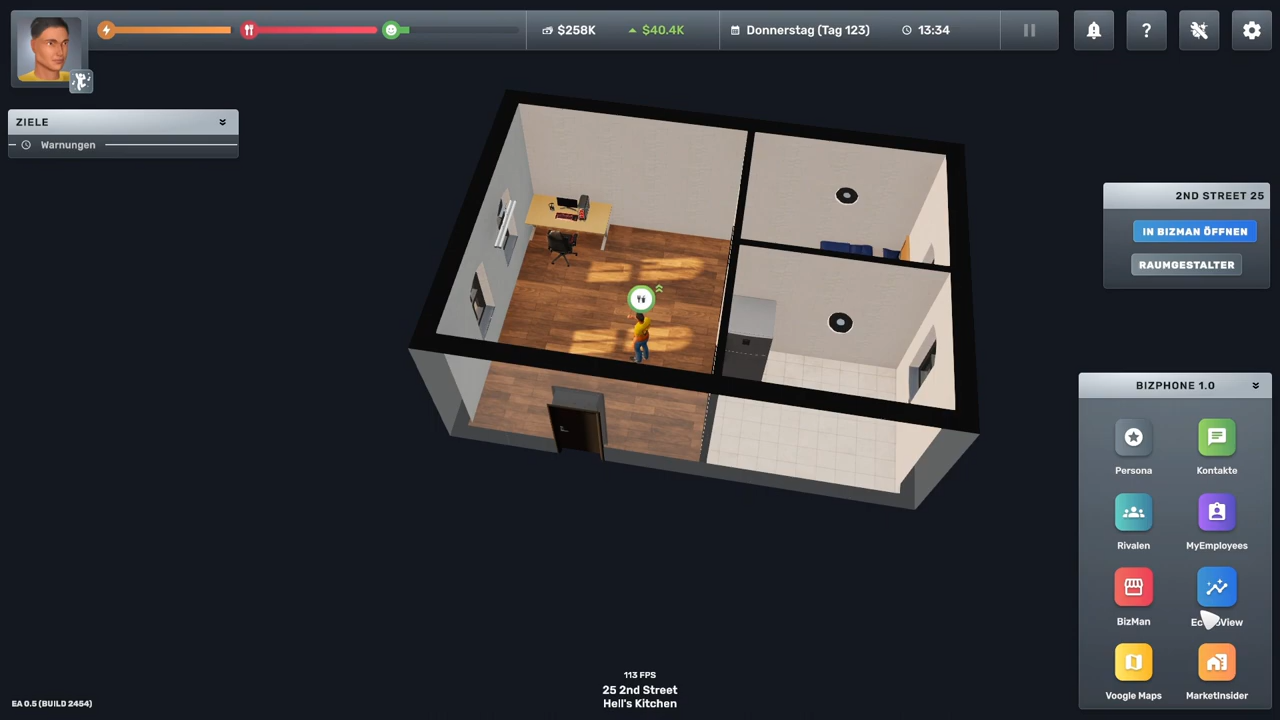 $258K
$40.4K
Donnerstag (Tag 123)
13:34
ZIELE
Warnungen
2ND STREET 25
IN BIZMAN ÖFFNEN
RAUMGESTALTER
BIZPHONE 1.0
Persona
Kontakte
Rivalen
MyEmployees
BizMan
EconoView
Voogle Maps
MarketInsider
113 FPS
25 2nd Street
Hell's Kitchen
EA 0.5 (BUILD 2454)